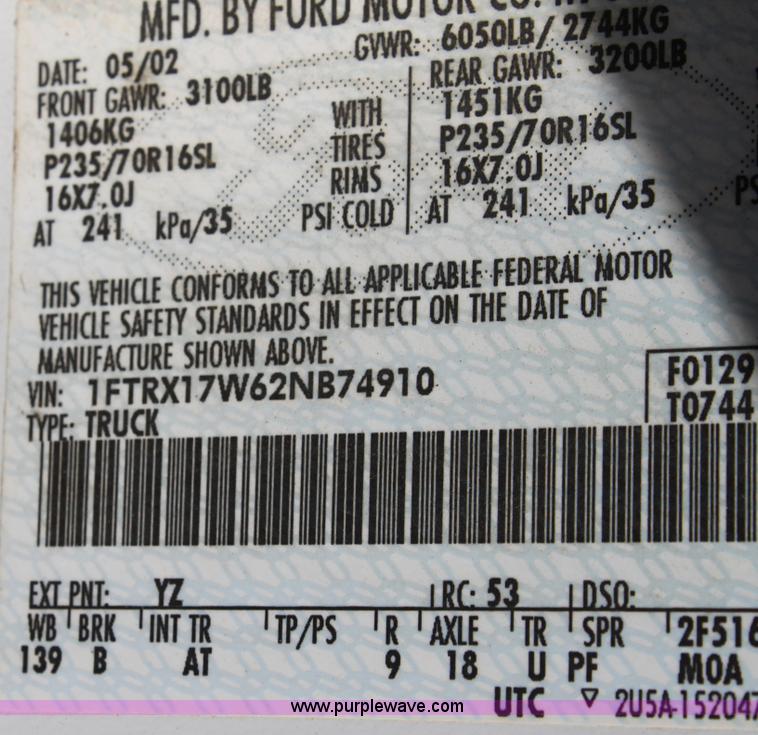 MFD. BY FORD MOTOR CO.
GVWR: 6050LB/ 2744KG
DATE: 05/02
FRONT GAWR: 3100LB
1406KG
P235/70R16SL
16X7.0J
AT 241 kPa/35
WITH
TIRES
RIMS
PSI COLD
REAR GAWR: 3200LB
1451KG
P235/70R16SL
16X7.0J
AT 241 kPa/35
THIS VEHICLE CONFORMS TO ALL APPLICABLE FEDERAL MOTOR
VEHICLE SAFETY STANDARDS IN EFFECT ON THE DATE OF
MANUFACTURE SHOWN ABOVE.
VIN: 1FTRX17W62NB74910
TYPE: TRUCK
F0129
T0744
EXT PNT: YZ RC: 53 DSO:
WB BRK INT TR TP/PS R AXLE TR SPR 2F516
139 B AT 9 18 U PF MOA
UTC ▽ 2U5A-152047
www.purplewave.com